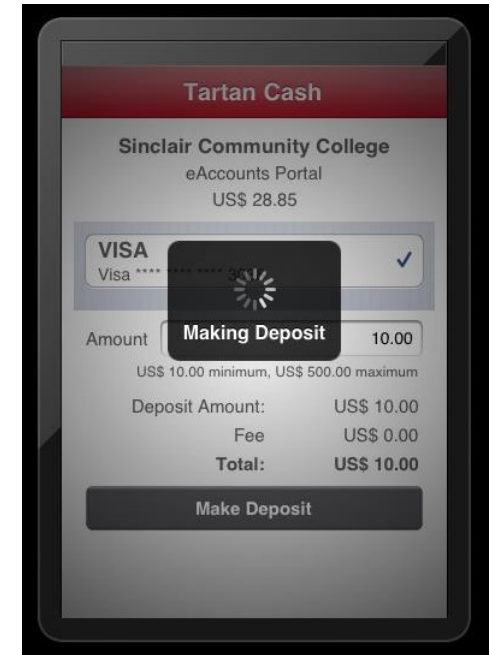 Tartan Cash
Sinclair Community College
eAccounts Portal
US$ 28.85
VISA
Visa **** **** ****
Making Deposit
Amount 10.00
US$ 10.00 minimum, US$ 500.00 maximum
Deposit Amount: US$ 10.00
Fee US$ 0.00
Total: US$ 10.00
Make Deposit